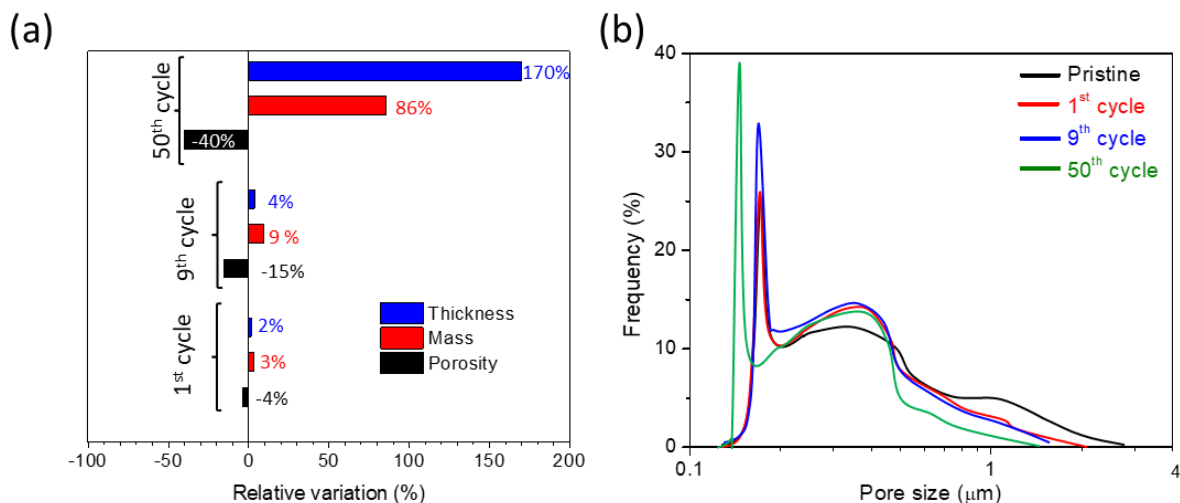 (a)
50th cycle
170%
86%
-40%
9th cycle
4%
9 %
-15%
1st cycle
2%
3%
-4%
Thickness
Mass
Porosity
-100 -50 0 50 100 150 200
Relative variation (%)
(b)
Frequency (%)
40
30
20
10
0
Pristine
1st cycle
9th cycle
50th cycle
0.1 1 4
Pore size (μm)